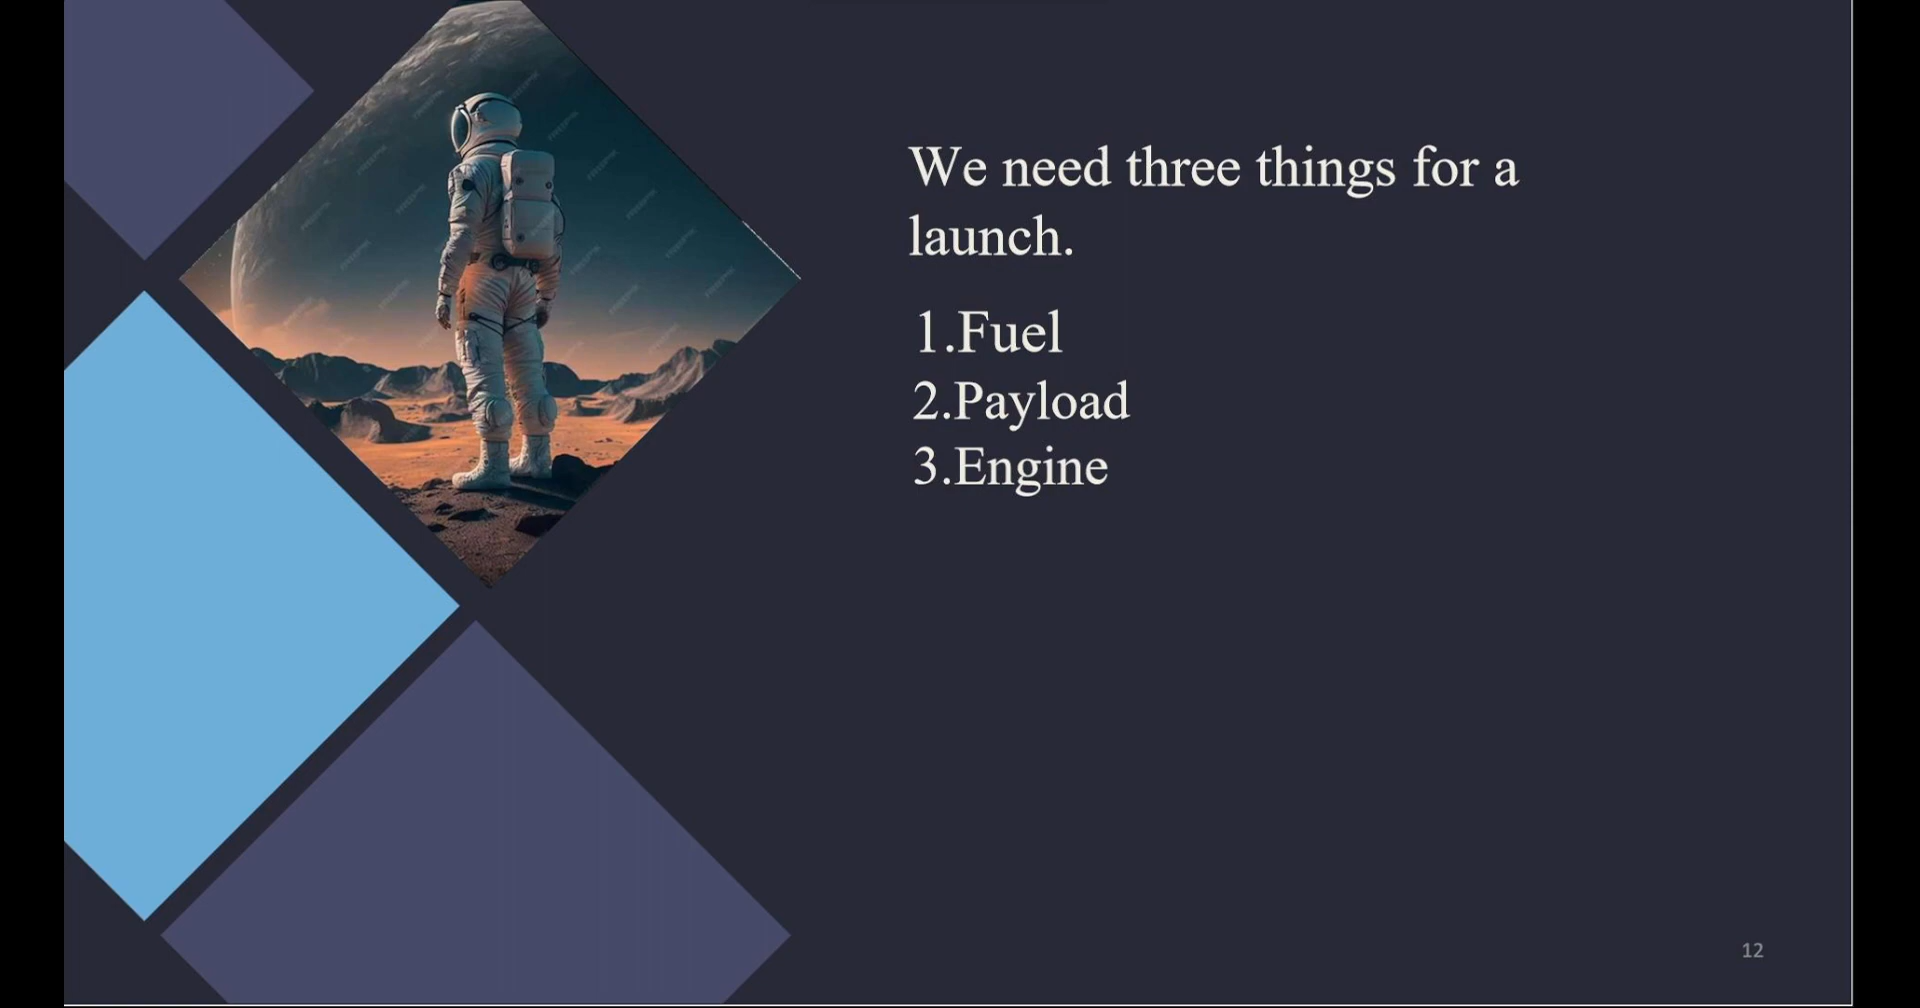 We need three things for a
launch.
1.Fuel
2.Payload
3.Engine
12